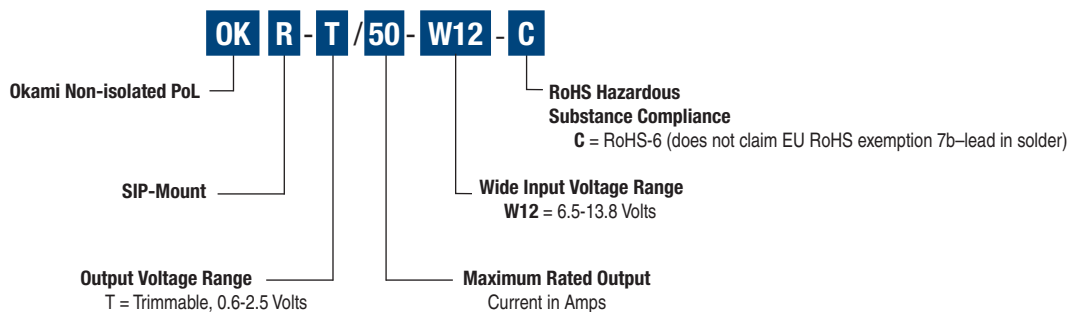 OK R - T / 50 - W12 - C
Okami Non-isolated PoL
RoHS Hazardous
Substance Compliance
C = RoHS-6 (does not claim EU RoHS exemption 7b–lead in solder)
SIP-Mount
Wide Input Voltage Range
W12 = 6.5-13.8 Volts
Output Voltage Range
T = Trimmable, 0.6-2.5 Volts
Maximum Rated Output
Current in Amps